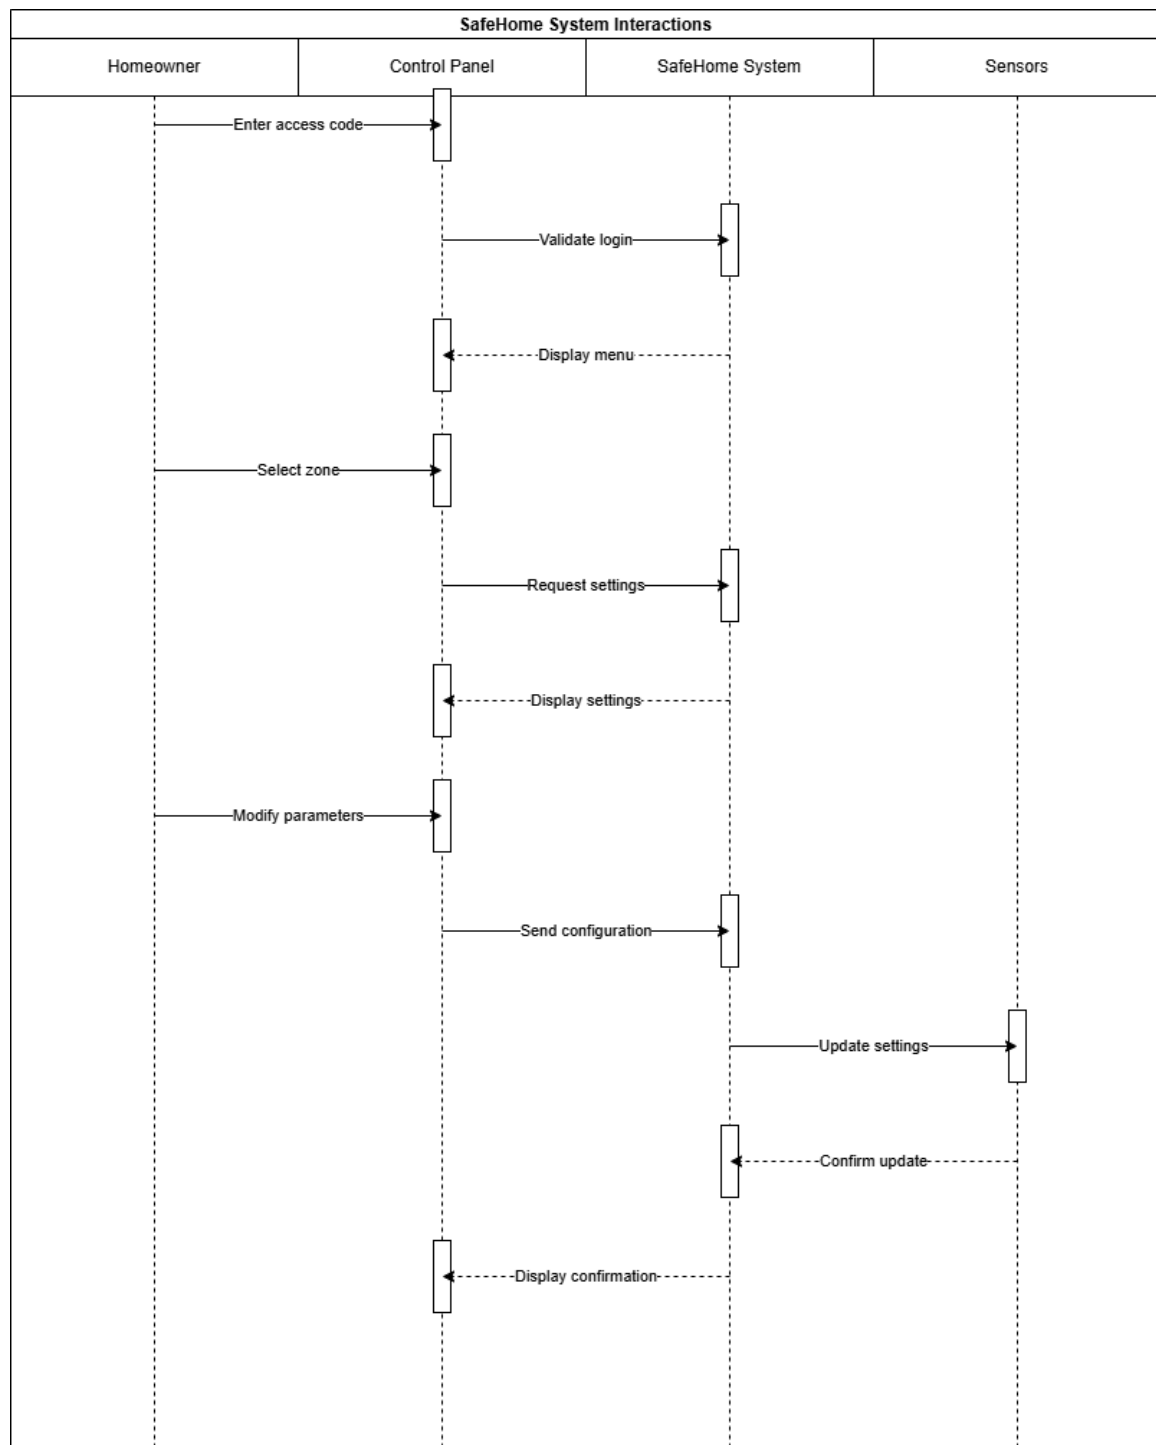 SafeHome System Interactions
Homeowner
Control Panel
SafeHome System
Sensors
Enter access code
Validate login
Display menu
Select zone
Request settings
Display settings
Modify parameters
Send configuration
Update settings
Confirm update
Display confirmation